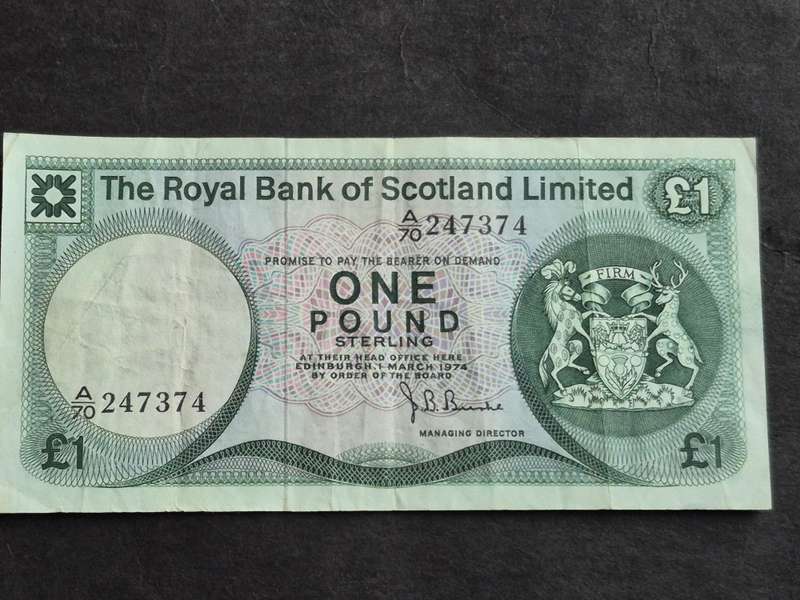 The Royal Bank of Scotland Limited
£1
A/70 247374
PROMISE TO PAY THE BEARER ON DEMAND
ONE
POUND
STERLING
AT THEIR HEAD OFFICE HERE
EDINBURGH, 1 MARCH 1974
BY ORDER OF THE BOARD
J. B. Burke
MANAGING DIRECTOR
FIRM
A/70 247374
£1
£1